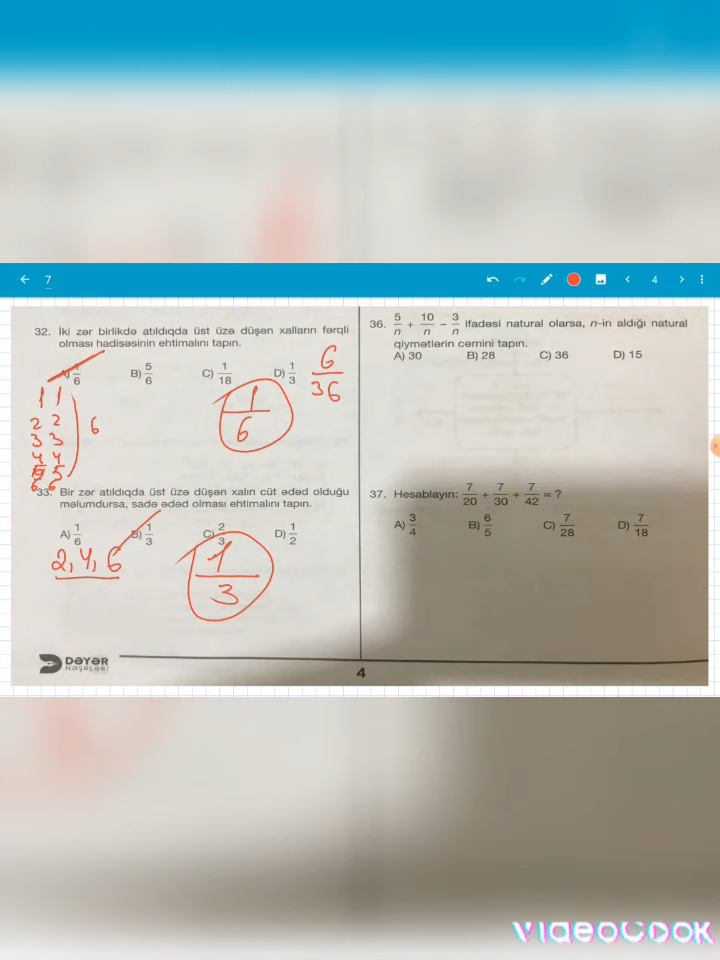 7
4
32. İki zər birlikdə atıldıqda üst üzə düşən xalların fərqli
olması hadisəsinin ehtimalını tapın.
A) 1/6 B) 5/6 C) 1/18 D) 1/3
6/36
1 1
2 2
3 3
4 4
5 5
6 6
6
1/6
33. Bir zər atıldıqda üst üzə düşən xalın cüt ədəd olduğu
məlumdursa, sadə ədəd olması ehtimalını tapın.
A) 1/6 B) 1/3 C) 2/3 D) 1/2
2, 4, 6
1/3
36. 5/n + 10/n − 3/n ifadəsi natural olarsa, n-in aldığı natural
qiymətlərin cəmini tapın.
A) 30 B) 28 C) 36 D) 15
37. Hesablayın: 7/20 + 7/30 + 7/42 = ?
A) 3/4 B) 6/5 C) 7/28 D) 7/18
DƏYƏR
NƏŞRLƏRİ
4
VIDEOCOOK